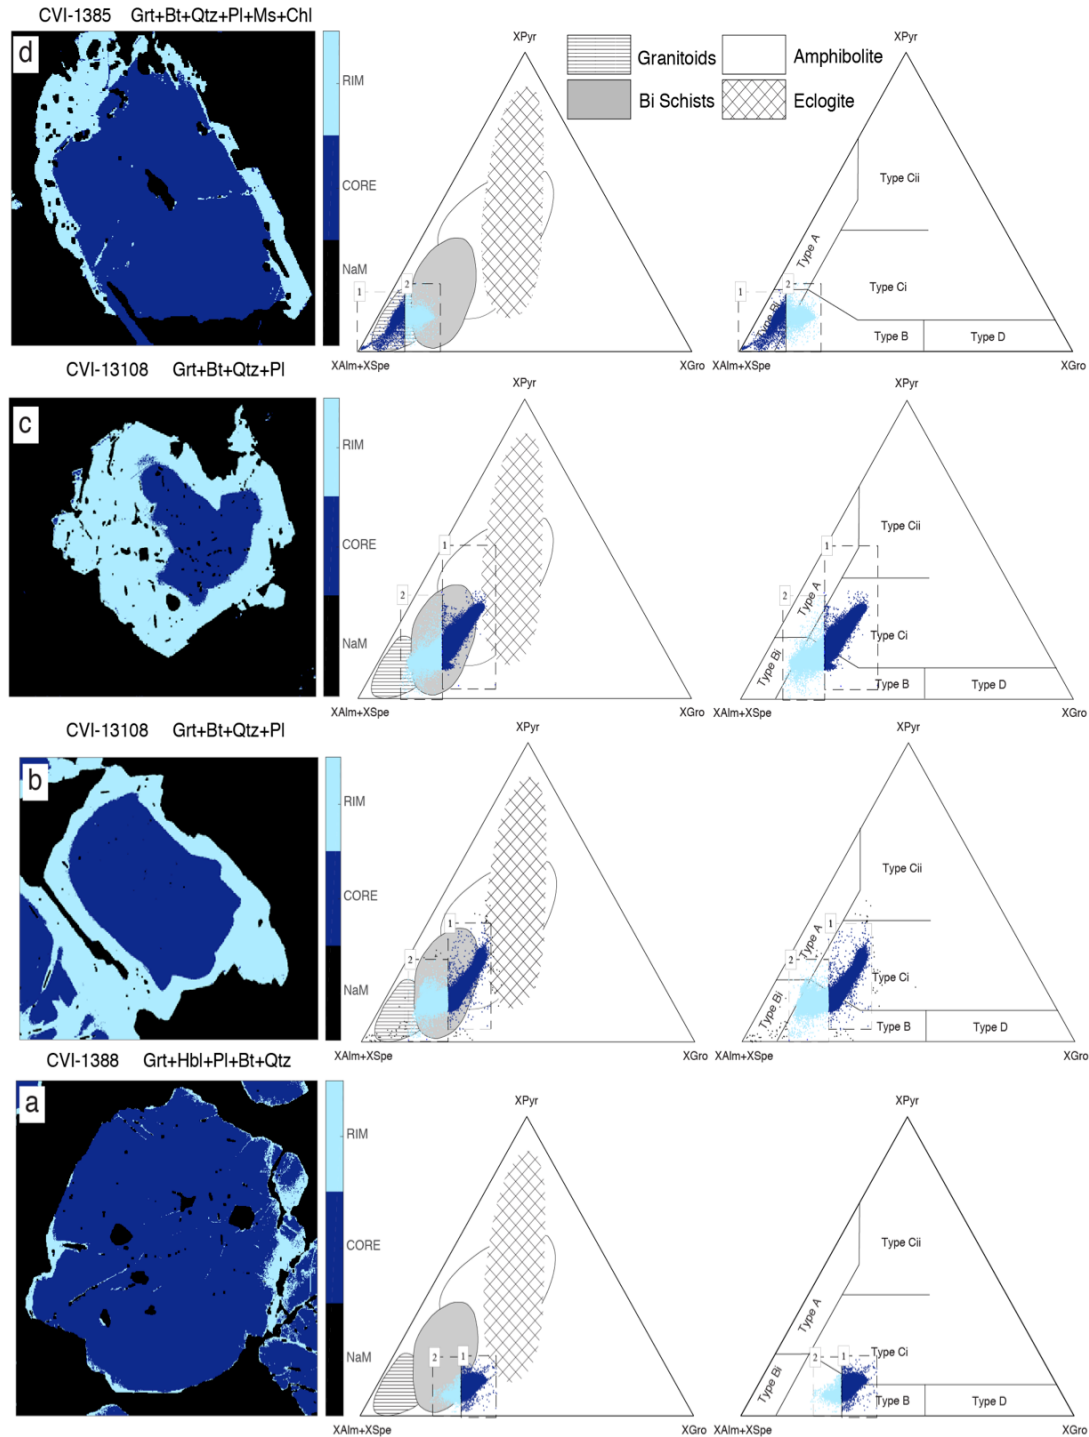 CVI-1385 Grt+Bt+Qtz+Pl+Ms+Chl
d
RIM
CORE
NaM
XPyr
Granitoids
Amphibolite
Bi Schists
Eclogite
1
2
XAlm+XSpe
XGro
XPyr
Type Cii
Type A
Type Ci
Type Bi
Type B
Type D
1
2
XAlm+XSpe
XGro
CVI-13108 Grt+Bt+Qtz+Pl
c
RIM
CORE
NaM
XPyr
1
2
XAlm+XSpe
XGro
XPyr
Type Cii
1
2
Type A
Type Ci
Type Bi
Type B
Type D
XAlm+XSpe
XGro
CVI-13108 Grt+Bt+Qtz+Pl
b
RIM
CORE
NaM
XPyr
1
2
XAlm+XSpe
XGro
XPyr
Type Cii
1
2
Type A
Type Ci
Type Bi
Type B
Type D
XAlm+XSpe
XGro
CVI-1388 Grt+Hbl+Pl+Bt+Qtz
a
RIM
CORE
NaM
XPyr
2
1
XAlm+XSpe
XGro
XPyr
Type Cii
Type A
2
1
Type Ci
Type Bi
Type B
Type D
XAlm+XSpe
XGro